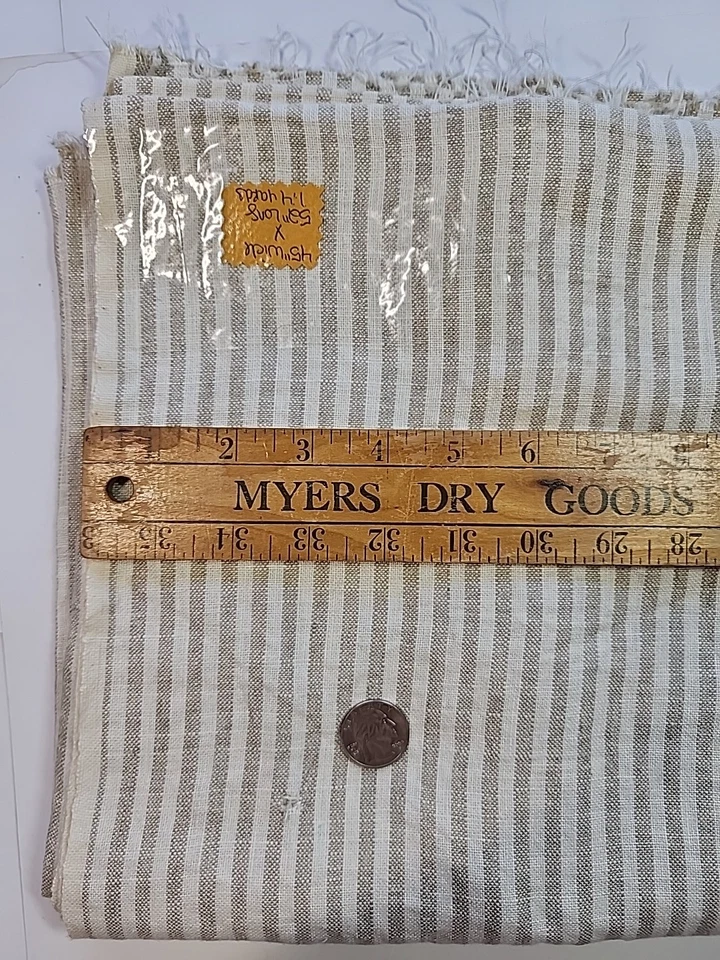 45" wide
X
52" long
1.4 yards
2 3 4 5 6
MYERS DRY GOODS
28 29 30 31 32 33 34 35